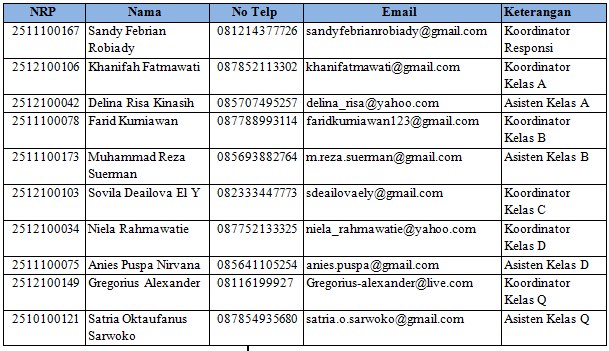 NRP Nama No Telp Email Keterangan
2511100167 Sandy Febrian 081214377726 sandyfebrianrobiady@gmail.com Koordinator
Robiady Responsi
2512100106 Khanifah Fatmawati 087852113302 khanifatmawati@gmail.com Koordinator
Kelas A
2512100042 Delina Risa Kinasih 085707495257 delina_risa@yahoo.com Asisten Kelas A
2511100078 Farid Kurniawan 087788993114 faridkurniawan123@gmail.com Koordinator
Kelas B
2511100173 Muhammad Reza 085693882764 m.reza.suerman@gmail.com Asisten Kelas B
Suerman
2512100103 Sovila Deailova El Y 082333447773 sdeailovaely@gmail.com Koordinator
Kelas C
2512100034 Niela Rahmawatie 087752133325 niela_rahmawatie@yahoo.com Koordinator
Kelas D
2511100075 Anies Puspa Nirvana 085641105254 anies.puspa@gmail.com Asisten Kelas D
2512100149 Gregorius Alexander 08116199927 Gregorius-alexander@live.com Koordinator
Kelas Q
2510100121 Satria Oktaufanus 087854935680 satria.o.sarwoko@gmail.com Asisten Kelas Q
Sarwoko